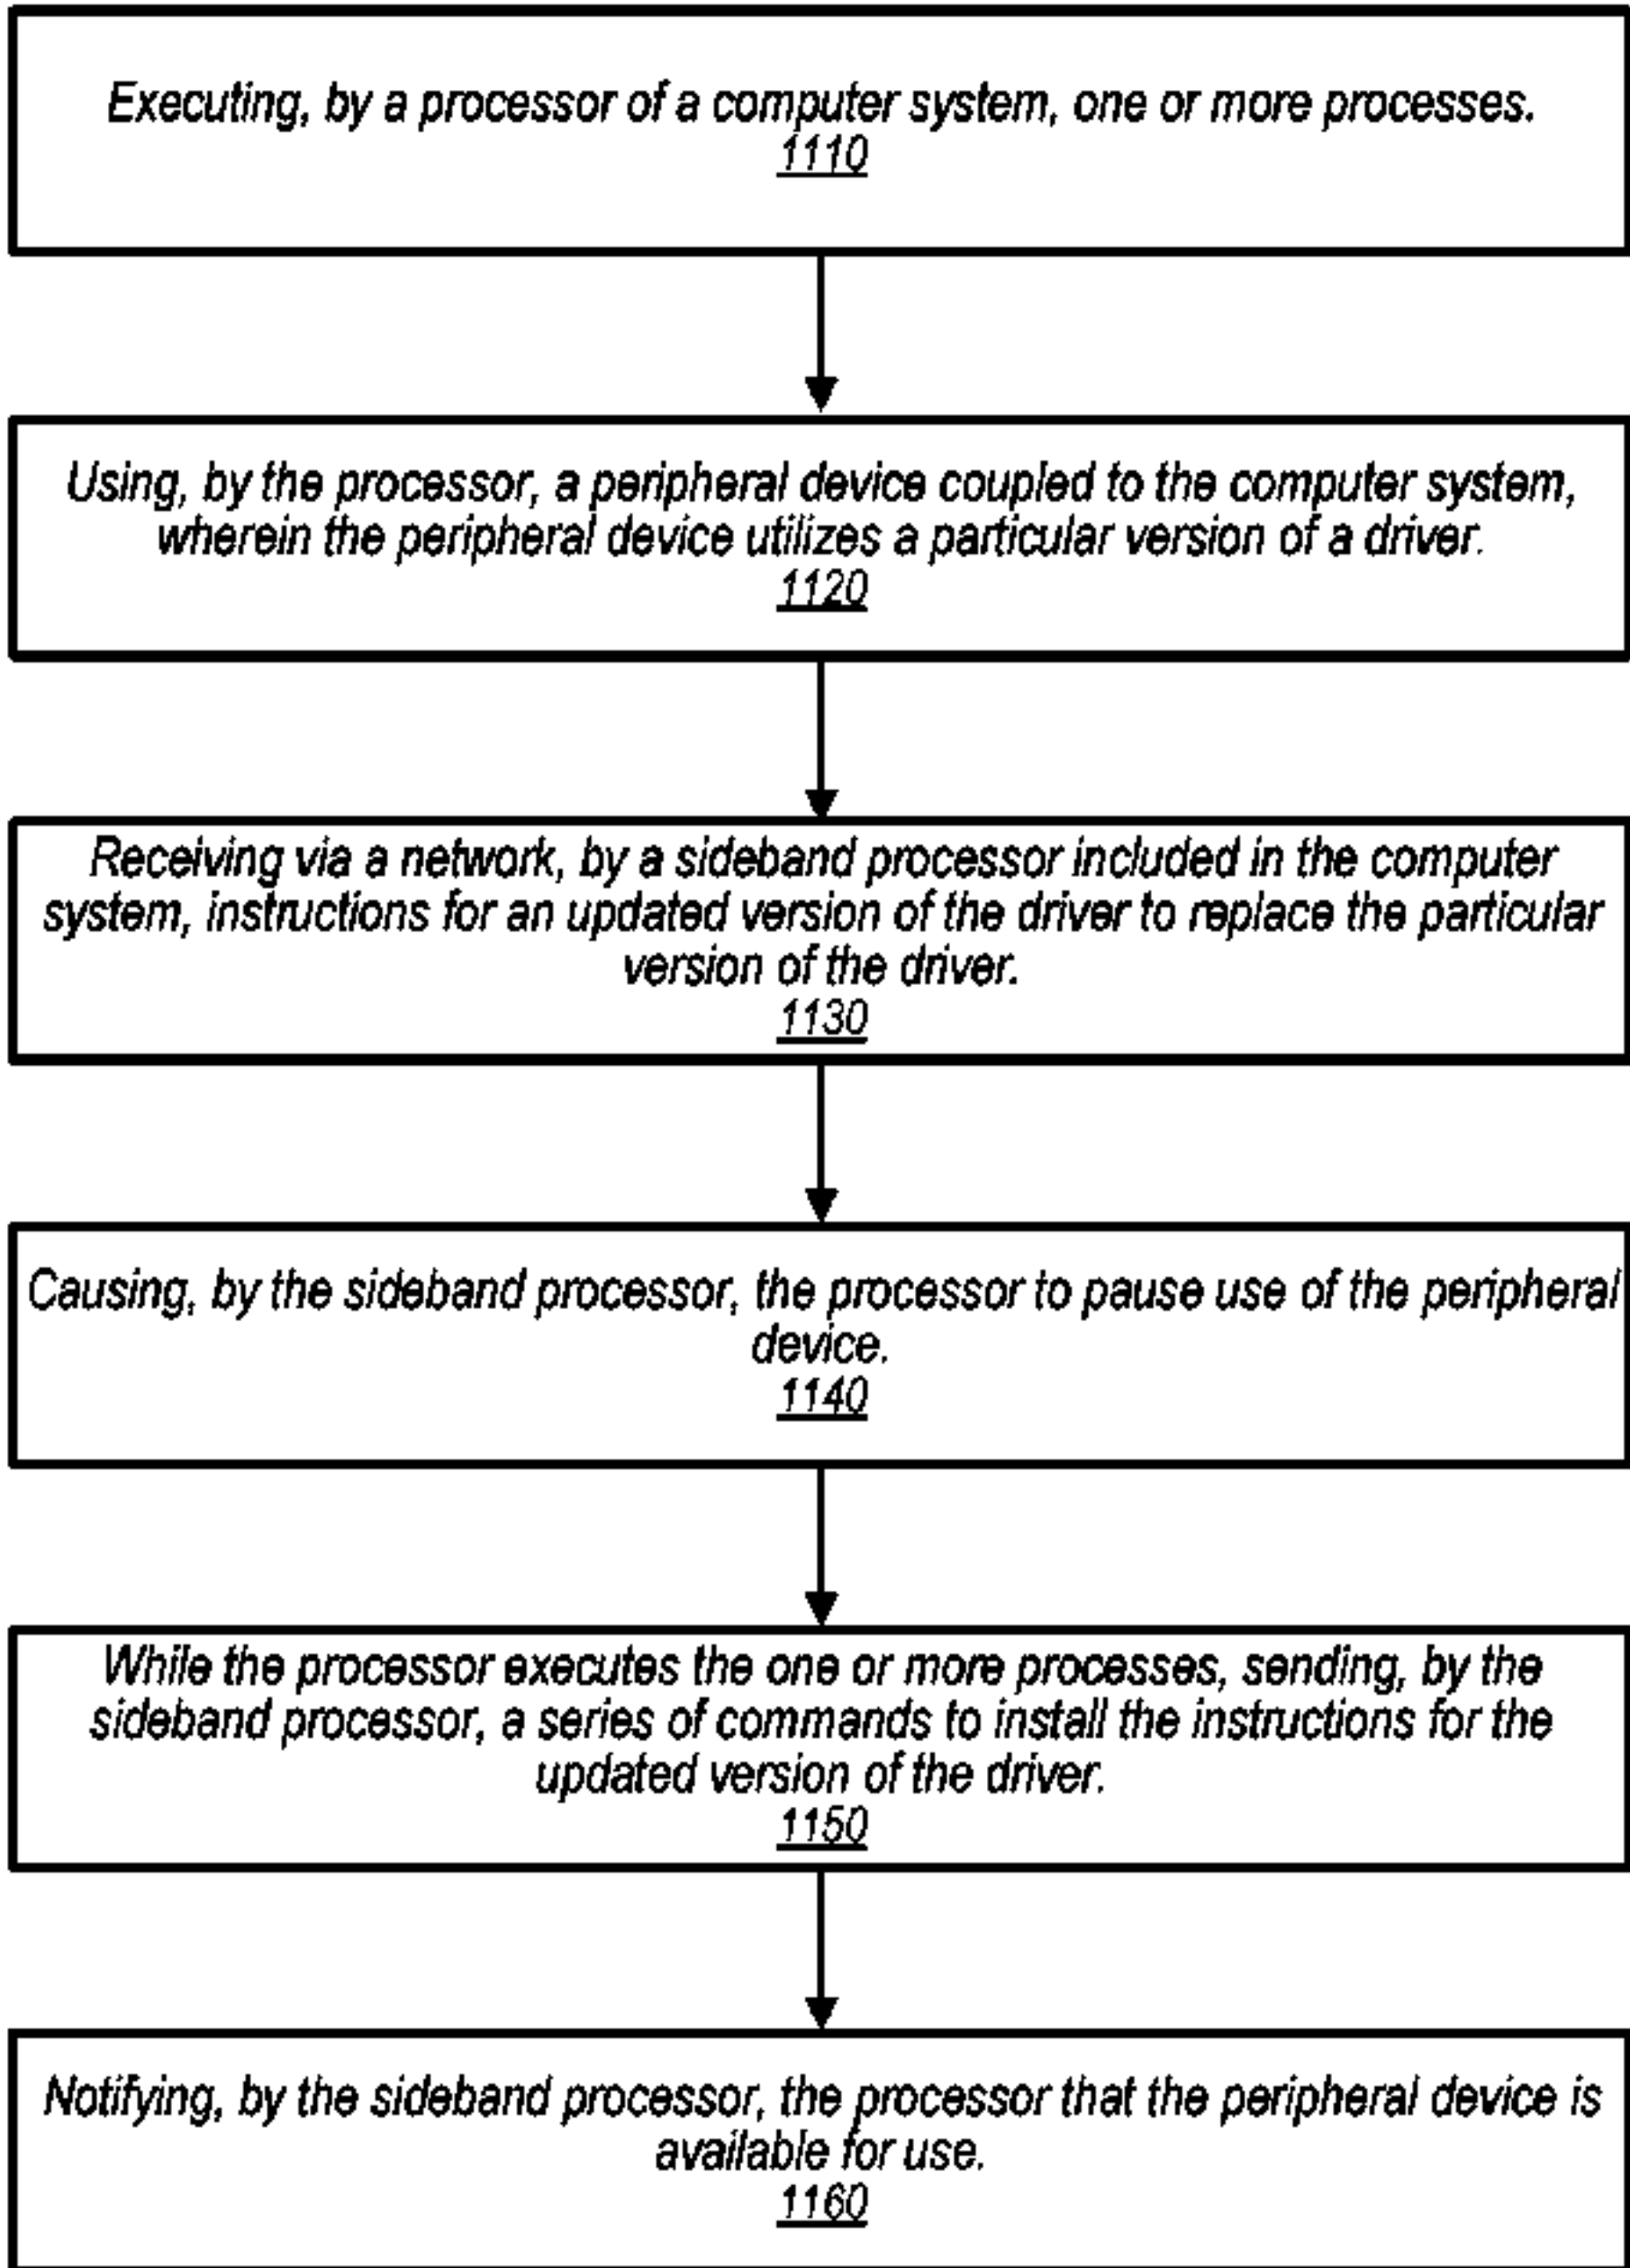 Executing, by a processor of a computer system, one or more processes.
1110
Using, by the processor, a peripheral device coupled to the computer system,
wherein the peripheral device utilizes a particular version of a driver.
1120
Receiving via a network, by a sideband processor included in the computer
system, instructions for an updated version of the driver to replace the particular
version of the driver.
1130
Causing, by the sideband processor, the processor to pause use of the peripheral
device.
1140
While the processor executes the one or more processes, sending, by the
sideband processor, a series of commands to install the instructions for the
updated version of the driver.
1150
Notifying, by the sideband processor, the processor that the peripheral device is
available for use.
1160